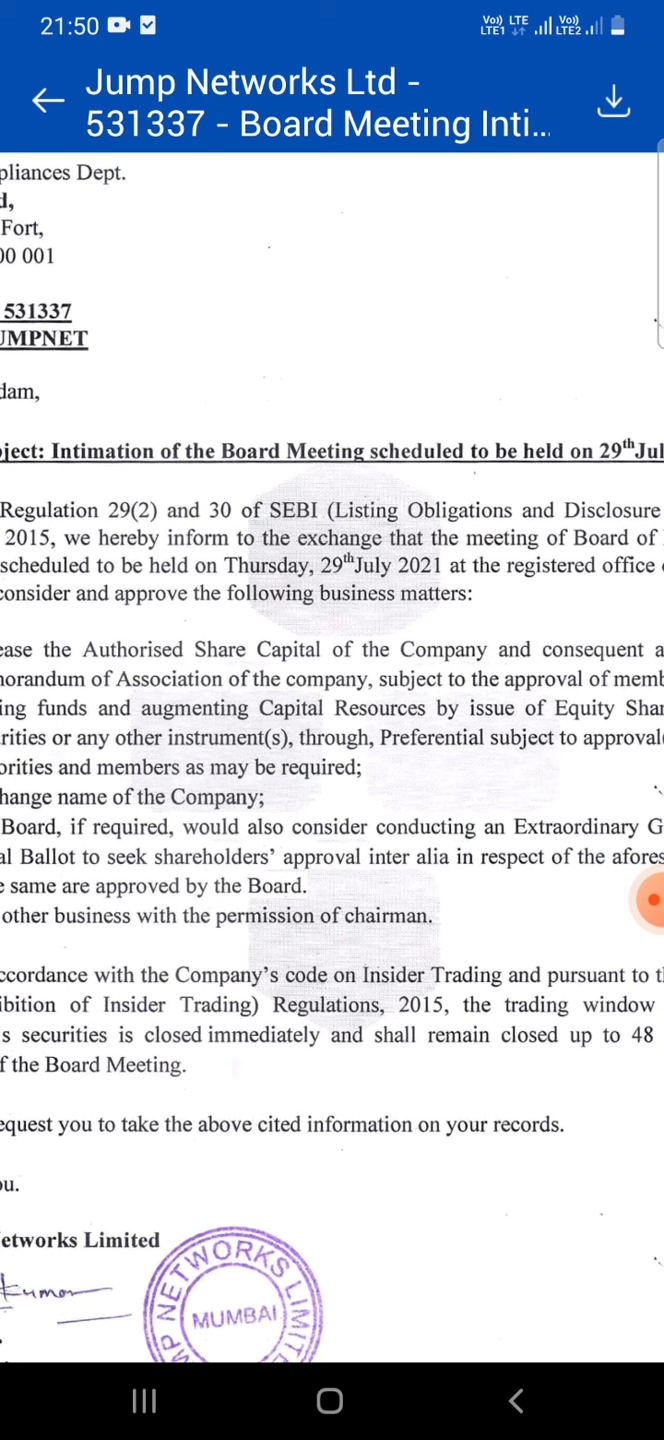 21:50
Vo)) LTE LTE1 Vo)) LTE2
Jump Networks Ltd -
531337 - Board Meeting Inti...
pliances Dept.
d,
Fort,
00 001
531337
UMPNET
dam,
ject: Intimation of the Board Meeting scheduled to be held on 29th Jul
Regulation 29(2) and 30 of SEBI (Listing Obligations and Disclosure
2015, we hereby inform to the exchange that the meeting of Board of
scheduled to be held on Thursday, 29th July 2021 at the registered office
consider and approve the following business matters:
ease the Authorised Share Capital of the Company and consequent a
norandum of Association of the company, subject to the approval of memb
ing funds and augmenting Capital Resources by issue of Equity Shar
rities or any other instrument(s), through, Preferential subject to approval(
orities and members as may be required;
hange name of the Company;
Board, if required, would also consider conducting an Extraordinary G
al Ballot to seek shareholders' approval inter alia in respect of the afores
e same are approved by the Board.
other business with the permission of chairman.
ccordance with the Company's code on Insider Trading and pursuant to th
ibition of Insider Trading) Regulations, 2015, the trading window
s securities is closed immediately and shall remain closed up to 48
f the Board Meeting.
equest you to take the above cited information on your records.
ou.
etworks Limited
kumar
MP NETWORKS LIMITE
MUMBAI